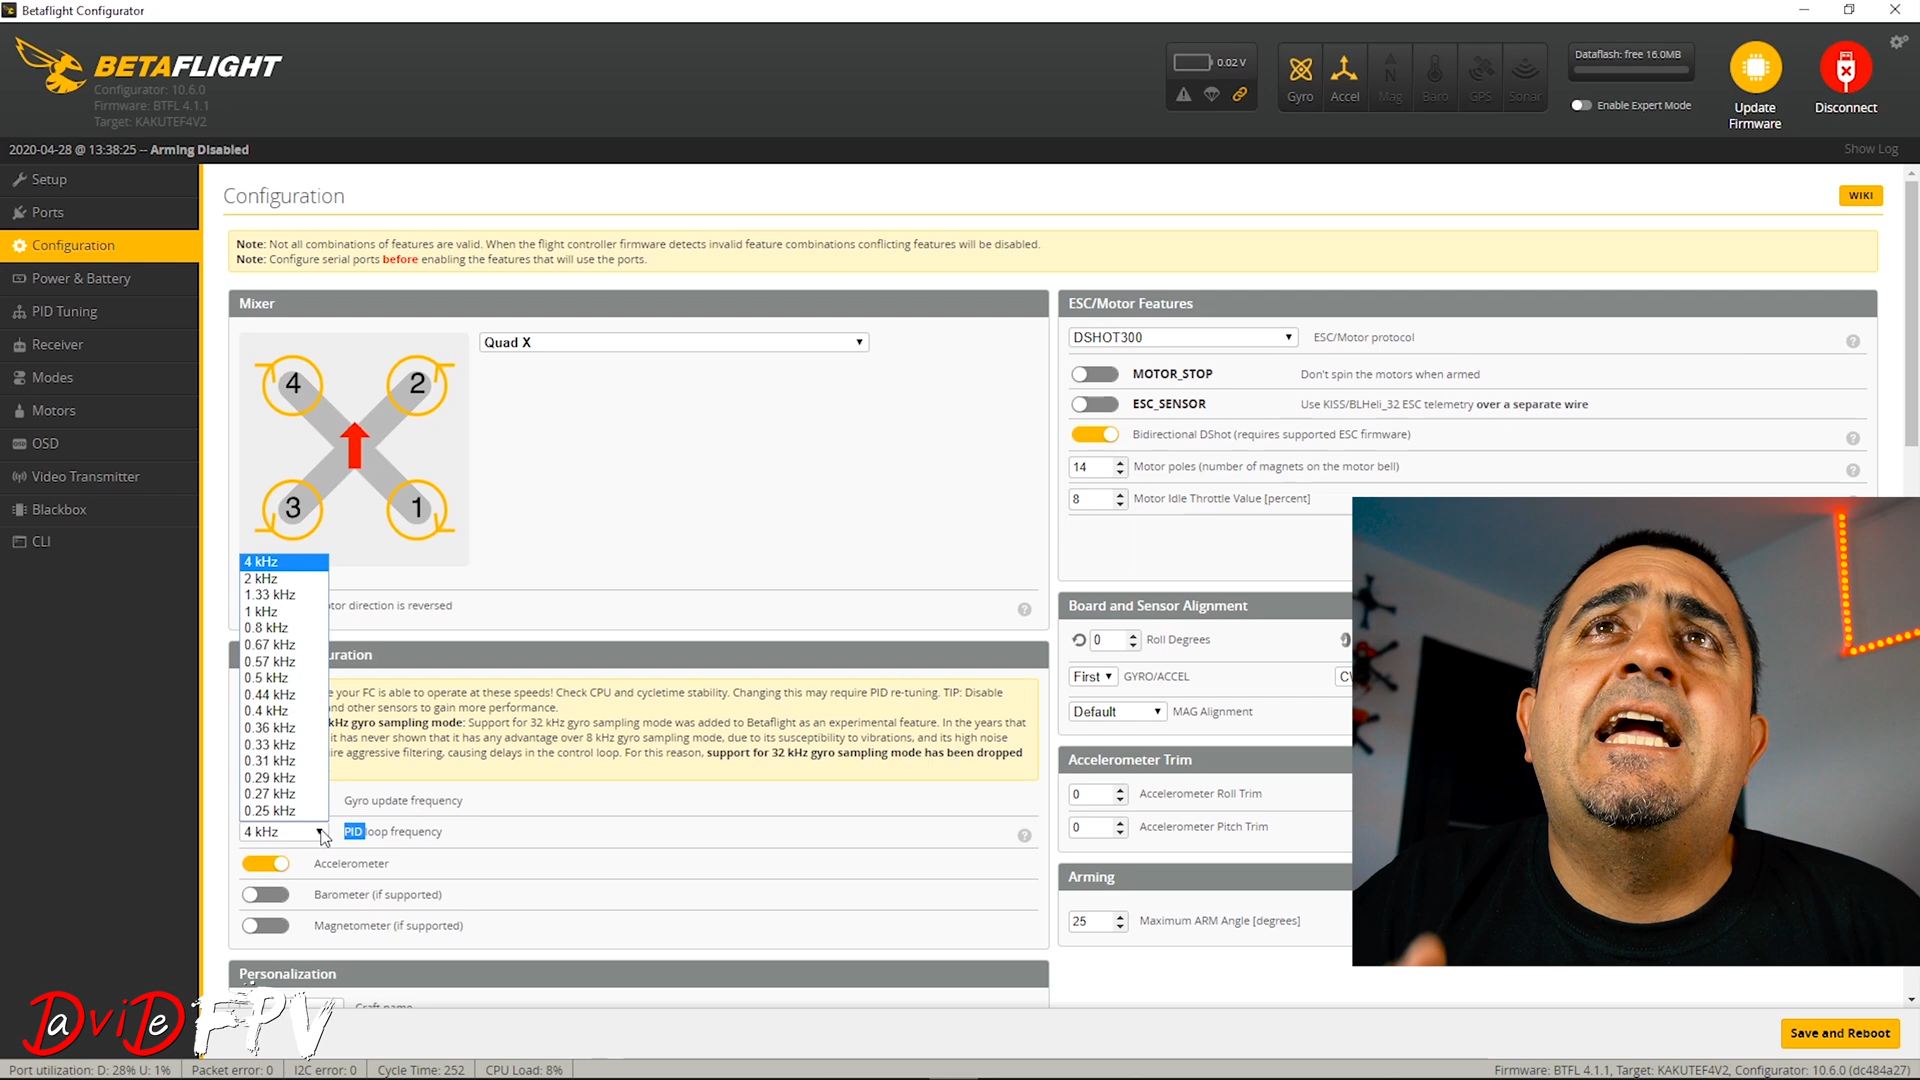 Betaflight Configurator
BETAFLIGHT
Configurator: 10.6.0
Firmware: BTFL 4.1.1
Target: KAKUTEF4V2
0.02 V
Gyro
Accel
Mag
Baro
GPS
Sonar
Dataflash: free 16.0MB
Enable Expert Mode
Update
Firmware
Disconnect
2020-04-28 @ 13:38:25 -- Arming Disabled
Show Log
Setup
Ports
Configuration
Power & Battery
PID Tuning
Receiver
Modes
Motors
OSD
Video Transmitter
Blackbox
CLI
Configuration
WIKI
Note: Not all combinations of features are valid. When the flight controller firmware detects invalid feature combinations conflicting features will be disabled.
Note: Configure serial ports before enabling the features that will use the ports.
Mixer
Quad X
4
2
3
1
tor direction is reversed
uration
e your FC is able to operate at these speeds! Check CPU and cycletime stability. Changing this may require PID re-tuning. TIP: Disable
nd other sensors to gain more performance.
kHz gyro sampling mode: Support for 32 kHz gyro sampling mode was added to Betaflight as an experimental feature. In the years that
it has never shown that it has any advantage over 8 kHz gyro sampling mode, due to its susceptibility to vibrations, and its high noise
ire aggressive filtering, causing delays in the control loop. For this reason, support for 32 kHz gyro sampling mode has been dropped
4 kHz
2 kHz
1.33 kHz
1 kHz
0.8 kHz
0.67 kHz
0.57 kHz
0.5 kHz
0.44 kHz
0.4 kHz
0.36 kHz
0.33 kHz
0.31 kHz
0.29 kHz
0.27 kHz
0.25 kHz
Gyro update frequency
4 kHz
PID loop frequency
Accelerometer
Barometer (if supported)
Magnetometer (if supported)
Personalization
ESC/Motor Features
DSHOT300
ESC/Motor protocol
MOTOR_STOP
Don't spin the motors when armed
ESC_SENSOR
Use KISS/BLHeli_32 ESC telemetry over a separate wire
Bidirectional DShot (requires supported ESC firmware)
14
Motor poles (number of magnets on the motor bell)
8
Motor Idle Throttle Value [percent]
Board and Sensor Alignment
0
Roll Degrees
First
GYRO/ACCEL
Default
MAG Alignment
Accelerometer Trim
0
Accelerometer Roll Trim
0
Accelerometer Pitch Trim
Arming
25
Maximum ARM Angle [degrees]
DaviDe FPV
Save and Reboot
Port utilization: D: 28% U: 1%
Packet error: 0
I2C error: 0
Cycle Time: 252
CPU Load: 8%
Firmware: BTFL 4.1.1, Target: KAKUTEF4V2, Configurator: 10.6.0 (dc484a27)